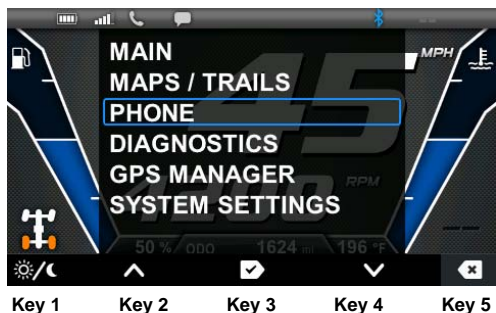 MAIN
MPH
MAPS / TRAILS
45
PHONE
DIAGNOSTICS
GPS MANAGER
4200 RPM
SYSTEM SETTINGS
50 % ODO 1624 mi 196 °F
Key 1 Key 2 Key 3 Key 4 Key 5